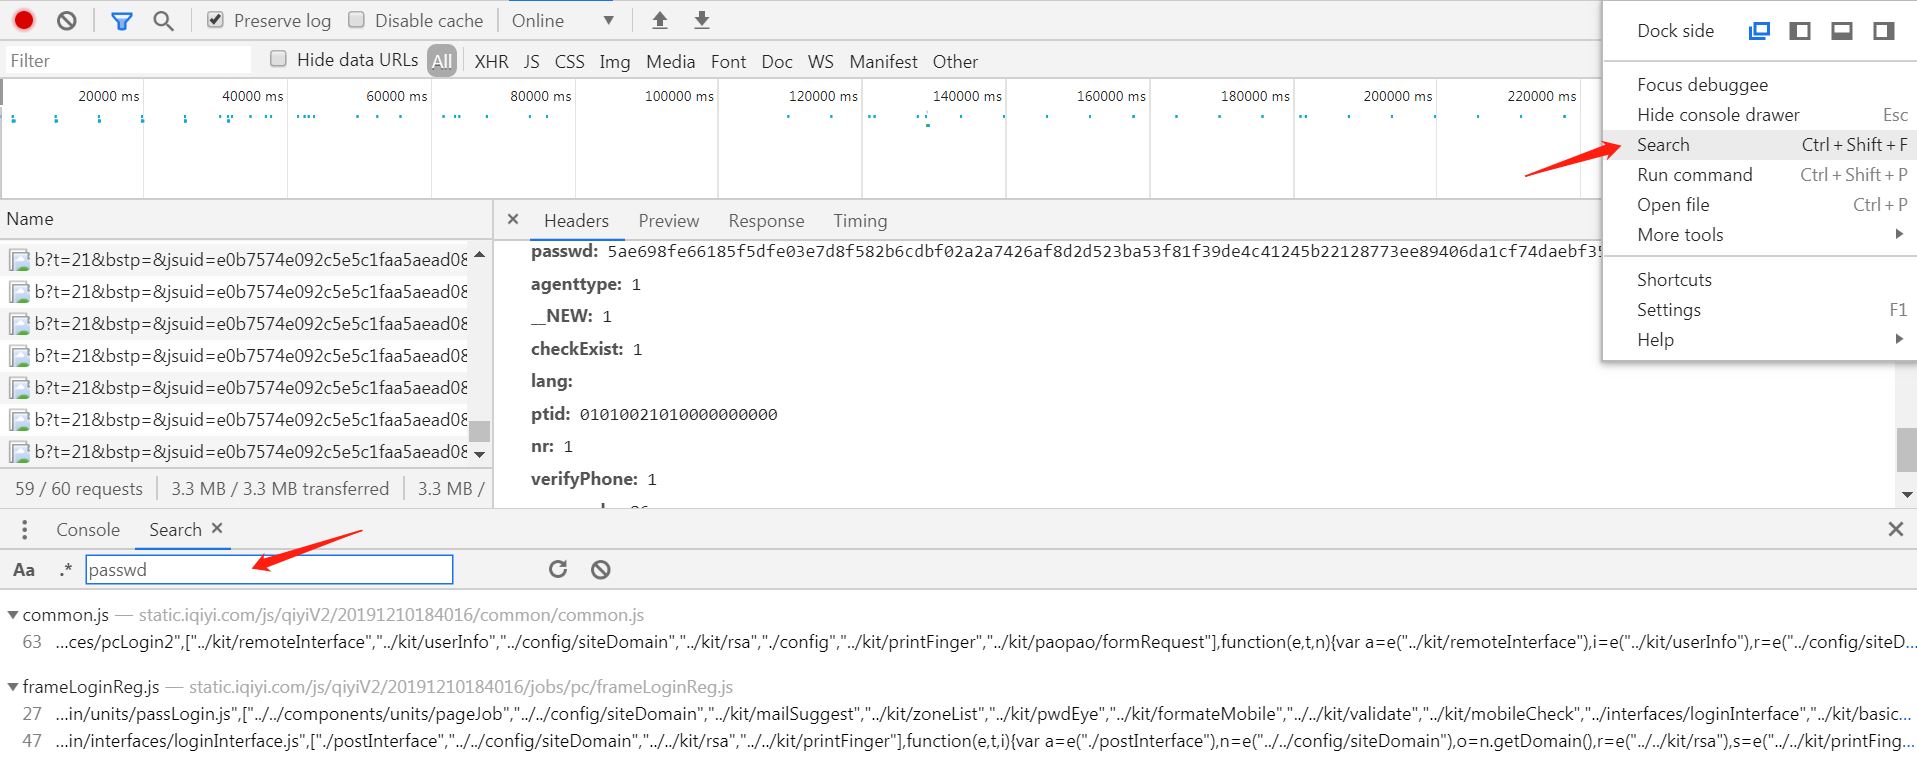 Preserve log Disable cache Online
Dock side
Filter Hide data URLs All XHR JS CSS Img Media Font Doc WS Manifest Other
Focus debuggee
20000 ms 40000 ms 60000 ms 80000 ms 100000 ms 120000 ms 140000 ms 160000 ms 180000 ms 200000 ms 220000 ms
Hide console drawer Esc
Search Ctrl + Shift + F
Run command Ctrl + Shift + P
Open file Ctrl + P
More tools
Shortcuts
Settings F1
Help
Name
× Headers Preview Response Timing
b?t=21&bstp=&jsuid=e0b7574e092c5e5c1faa5aead08
b?t=21&bstp=&jsuid=e0b7574e092c5e5c1faa5aead08
b?t=21&bstp=&jsuid=e0b7574e092c5e5c1faa5aead08
b?t=21&bstp=&jsuid=e0b7574e092c5e5c1faa5aead08
b?t=21&bstp=&jsuid=e0b7574e092c5e5c1faa5aead08
b?t=21&bstp=&jsuid=e0b7574e092c5e5c1faa5aead08
b?t=21&bstp=&jsuid=e0b7574e092c5e5c1faa5aead08
59 / 60 requests 3.3 MB / 3.3 MB transferred 3.3 MB /
passwd: 5ae698fe66185f5dfe03e7d8f582b6cdbf02a2a7426af8d2d523ba53f81f39de4c41245b22128773ee89406da1cf74daebf35
agenttype: 1
__NEW: 1
checkExist: 1
lang:
ptid: 01010021010000000000
nr: 1
verifyPhone: 1
Console Search ×
Aa .* passwd
common.js — static.iqiyi.com/js/qiyiV2/20191210184016/common/common.js
63 ...ces/pcLogin2",["../kit/remoteInterface","../kit/userInfo","../config/siteDomain","../kit/rsa","./config","../kit/printFinger","../kit/paopao/formRequest"],function(e,t,n){var a=e("../kit/remoteInterface"),i=e("../kit/userInfo"),r=e("../config/siteD...
frameLoginReg.js — static.iqiyi.com/js/qiyiV2/20191210184016/jobs/pc/frameLoginReg.js
27 ...in/units/passLogin.js",["../../components/units/pageJob","../../config/siteDomain","../kit/mailSuggest","../kit/zoneList","../kit/pwdEye","../kit/formateMobile","../../kit/validate","../kit/mobileCheck","../interfaces/loginInterface","../kit/basic...
47 ...in/interfaces/loginInterface.js",["./postInterface","../../config/siteDomain","../../kit/rsa","../../kit/printFinger"],function(e,t,i){var a=e("./postInterface"),n=e("../../config/siteDomain"),o=n.getDomain(),r=e("../../kit/rsa"),s=e("../../kit/printFing...